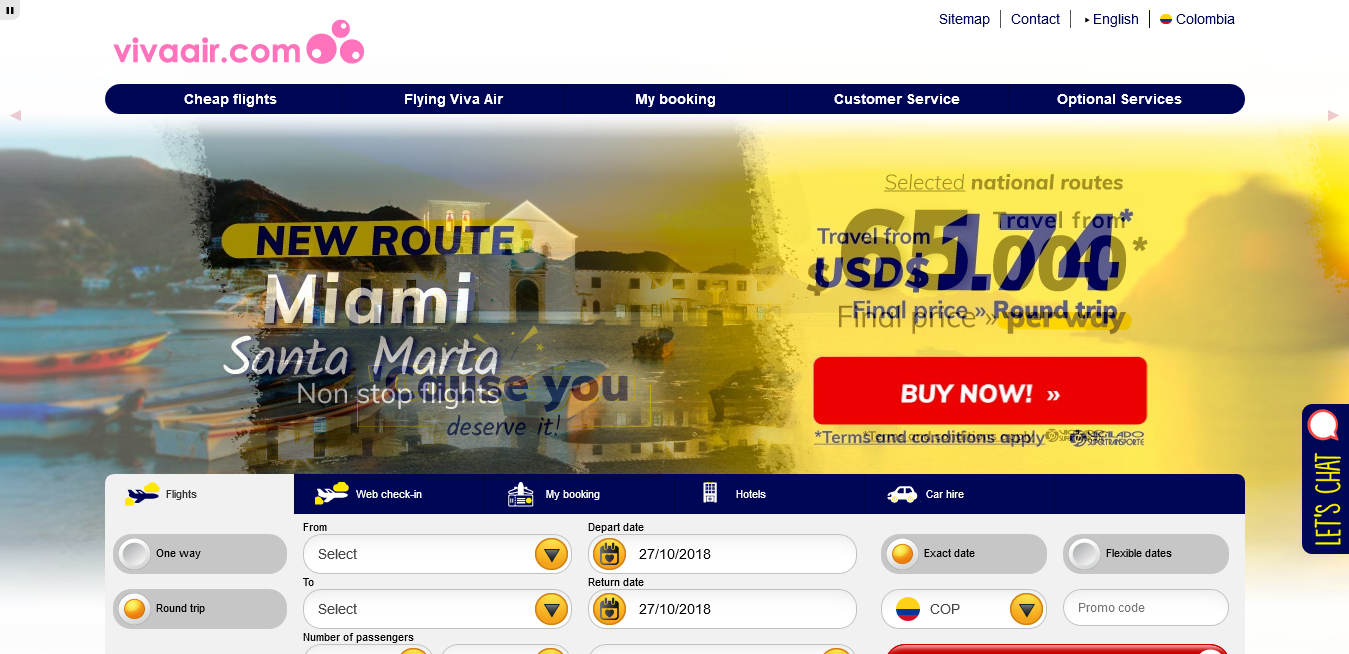 Sitemap
Contact
English
Colombia
vivaair.com
Cheap flights
Flying Viva Air
My booking
Customer Service
Optional Services
Selected national routes
NEW ROUTE
Travel from*
Travel from
USD$
Miami
Final price » Round trip
Final price » per way
Santa Marta
Non stop flights
'Cause you
deserve it!
BUY NOW! »
*Terms and conditions apply
Flights
Web check-in
My booking
Hotels
Car hire
LET'S CHAT
From
Depart date
One way
Select
27/10/2018
Exact date
Flexible dates
To
Return date
Round trip
Select
27/10/2018
COP
Promo code
Number of passengers